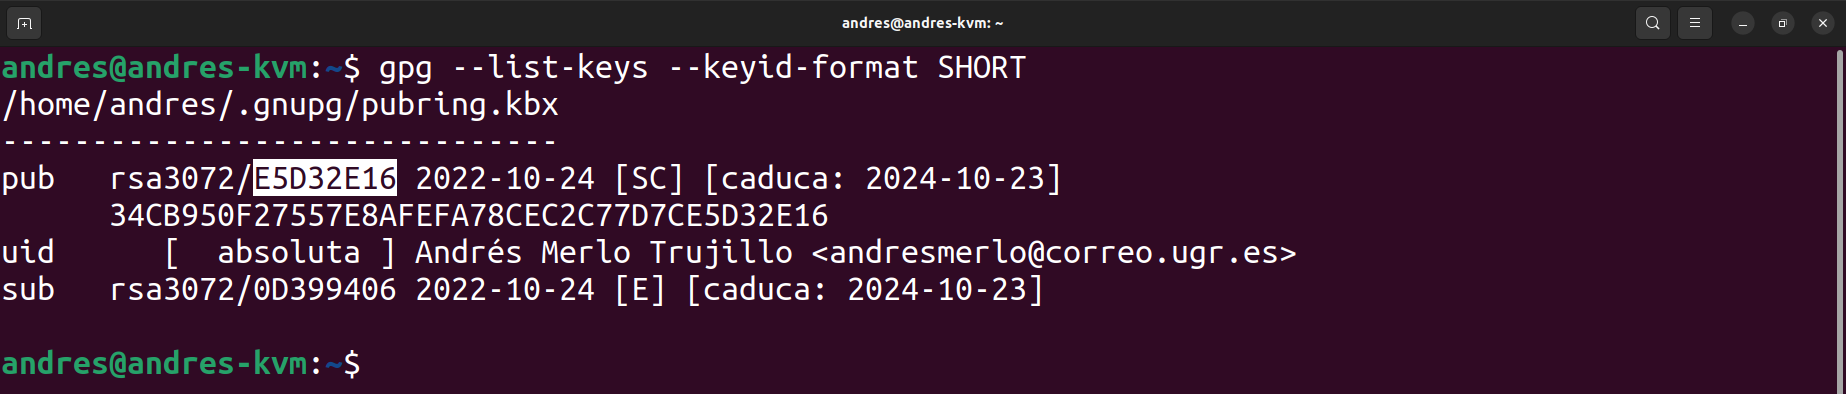 andres@andres-kvm: ~
andres@andres-kvm:~$ gpg --list-keys --keyid-format SHORT
/home/andres/.gnupg/pubring.kbx
-------------------------------
pub   rsa3072/E5D32E16 2022-10-24 [SC] [caduca: 2024-10-23]
      34CB950F27557E8AFEFA78CEC2C77D7CE5D32E16
uid         [  absoluta ] Andrés Merlo Trujillo <andresmerlo@correo.ugr.es>
sub   rsa3072/0D399406 2022-10-24 [E] [caduca: 2024-10-23]
andres@andres-kvm:~$